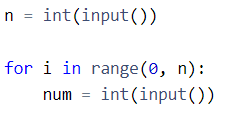 n = int(input())
for i in range(0, n):
    num = int(input())